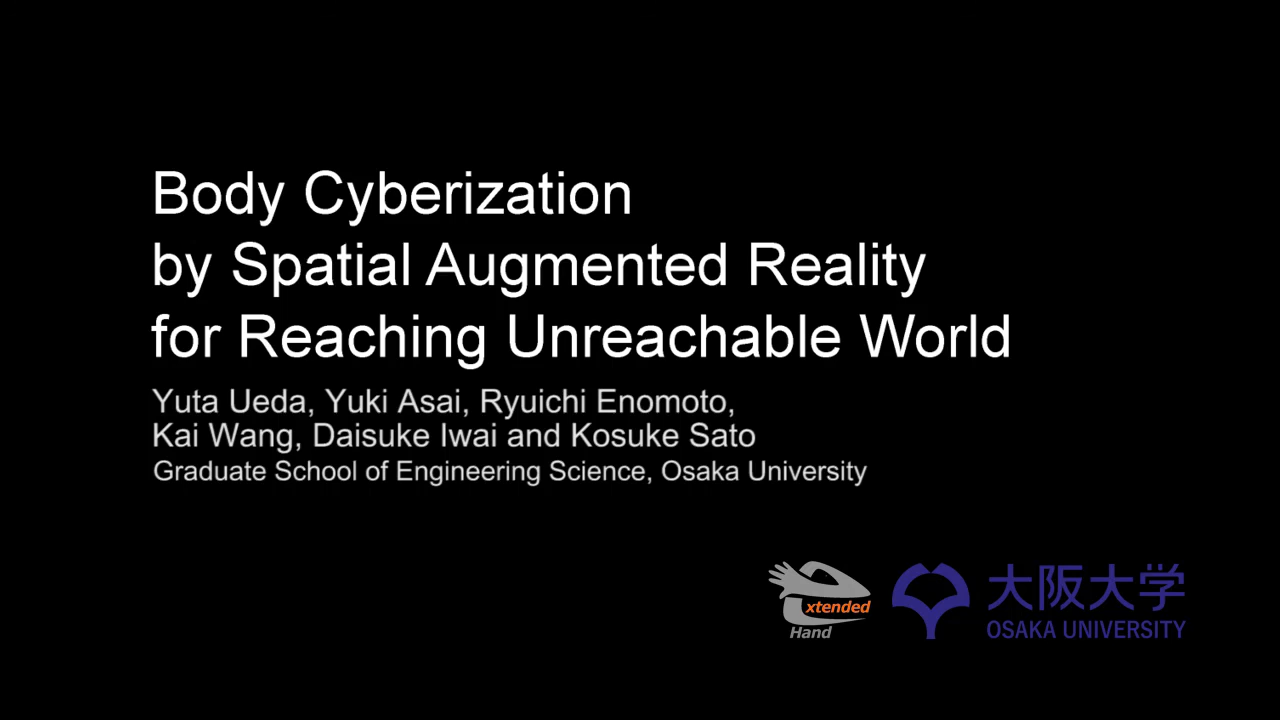 Body Cyberization
by Spatial Augmented Reality
for Reaching Unreachable World
Yuta Ueda, Yuki Asai, Ryuichi Enomoto,
Kai Wang, Daisuke Iwai and Kosuke Sato
Graduate School of Engineering Science, Osaka University
xtended
Hand
大阪大学
OSAKA UNIVERSITY